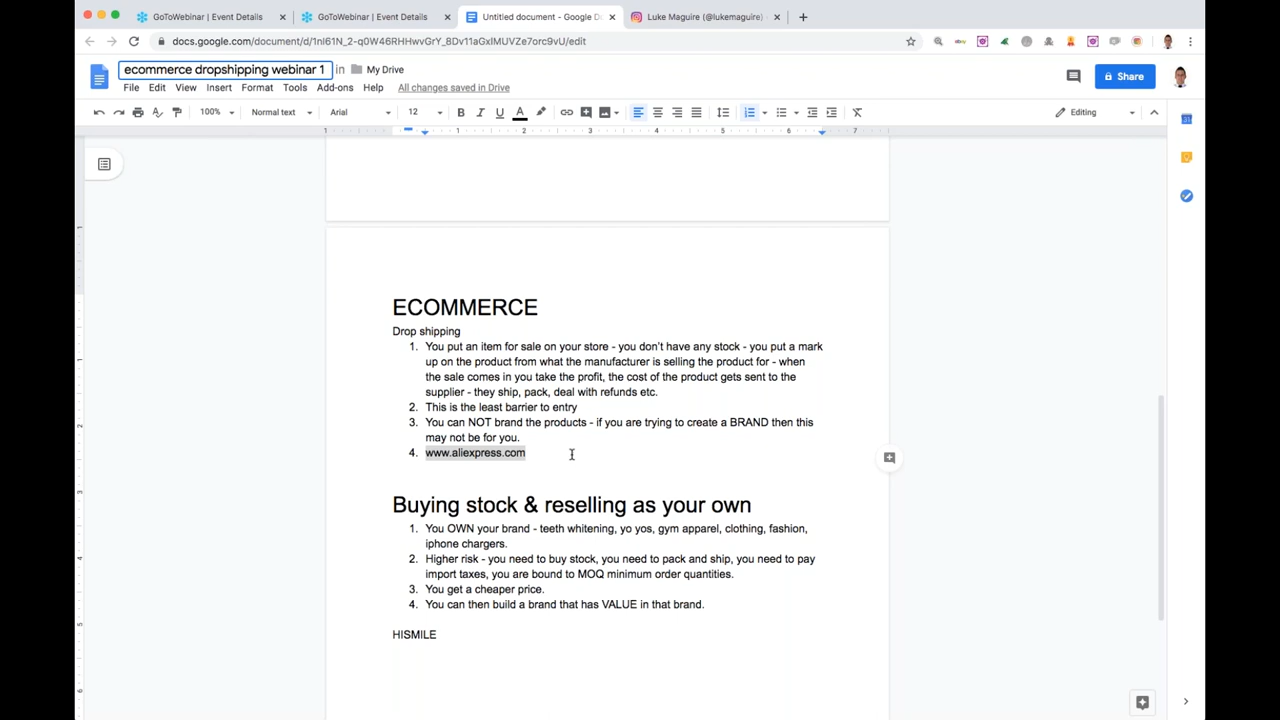 GoToWebinar | Event Details
GoToWebinar | Event Details
Untitled document - Google D
Luke Maguire (@lukemaguire)
docs.google.com/document/d/1nI61N_2-q0W46RHHwvGrY_8Dv11aGxIMUVZe7orc9vU/edit
ecommerce dropshipping webinar 1 in My Drive
File Edit View Insert Format Tools Add-ons Help All changes saved in Drive
Share
100% Normal text Arial 12 Editing
1 1 2 3 4 5 6 7
ECOMMERCE
Drop shipping
1. You put an item for sale on your store - you don't have any stock - you put a mark
up on the product from what the manufacturer is selling the product for - when
the sale comes in you take the profit, the cost of the product gets sent to the
supplier - they ship, pack, deal with refunds etc.
2. This is the least barrier to entry
3. You can NOT brand the products - if you are trying to create a BRAND then this
may not be for you.
4. www.aliexpress.com
Buying stock & reselling as your own
1. You OWN your brand - teeth whitening, yo yos, gym apparel, clothing, fashion,
iphone chargers.
2. Higher risk - you need to buy stock, you need to pack and ship, you need to pay
import taxes, you are bound to MOQ minimum order quantities.
3. You get a cheaper price.
4. You can then build a brand that has VALUE in that brand.
HISMILE